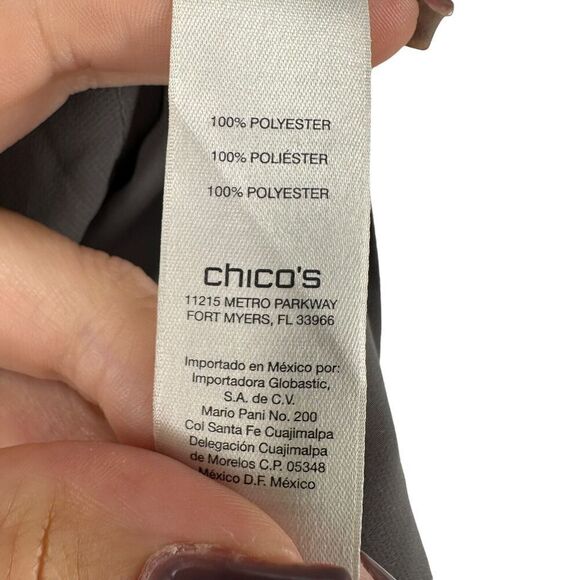 100% POLYESTER
100% POLIÉSTER
100% POLYESTER
chico's
11215 METRO PARKWAY
FORT MYERS, FL 33966
Importado en México por:
Importadora Globastic,
S.A. de C.V.
Mario Pani No. 200
Col Santa Fe Cuajimalpa
Delegación Cuajimalpa
de Morelos C.P. 05348
México D.F. México